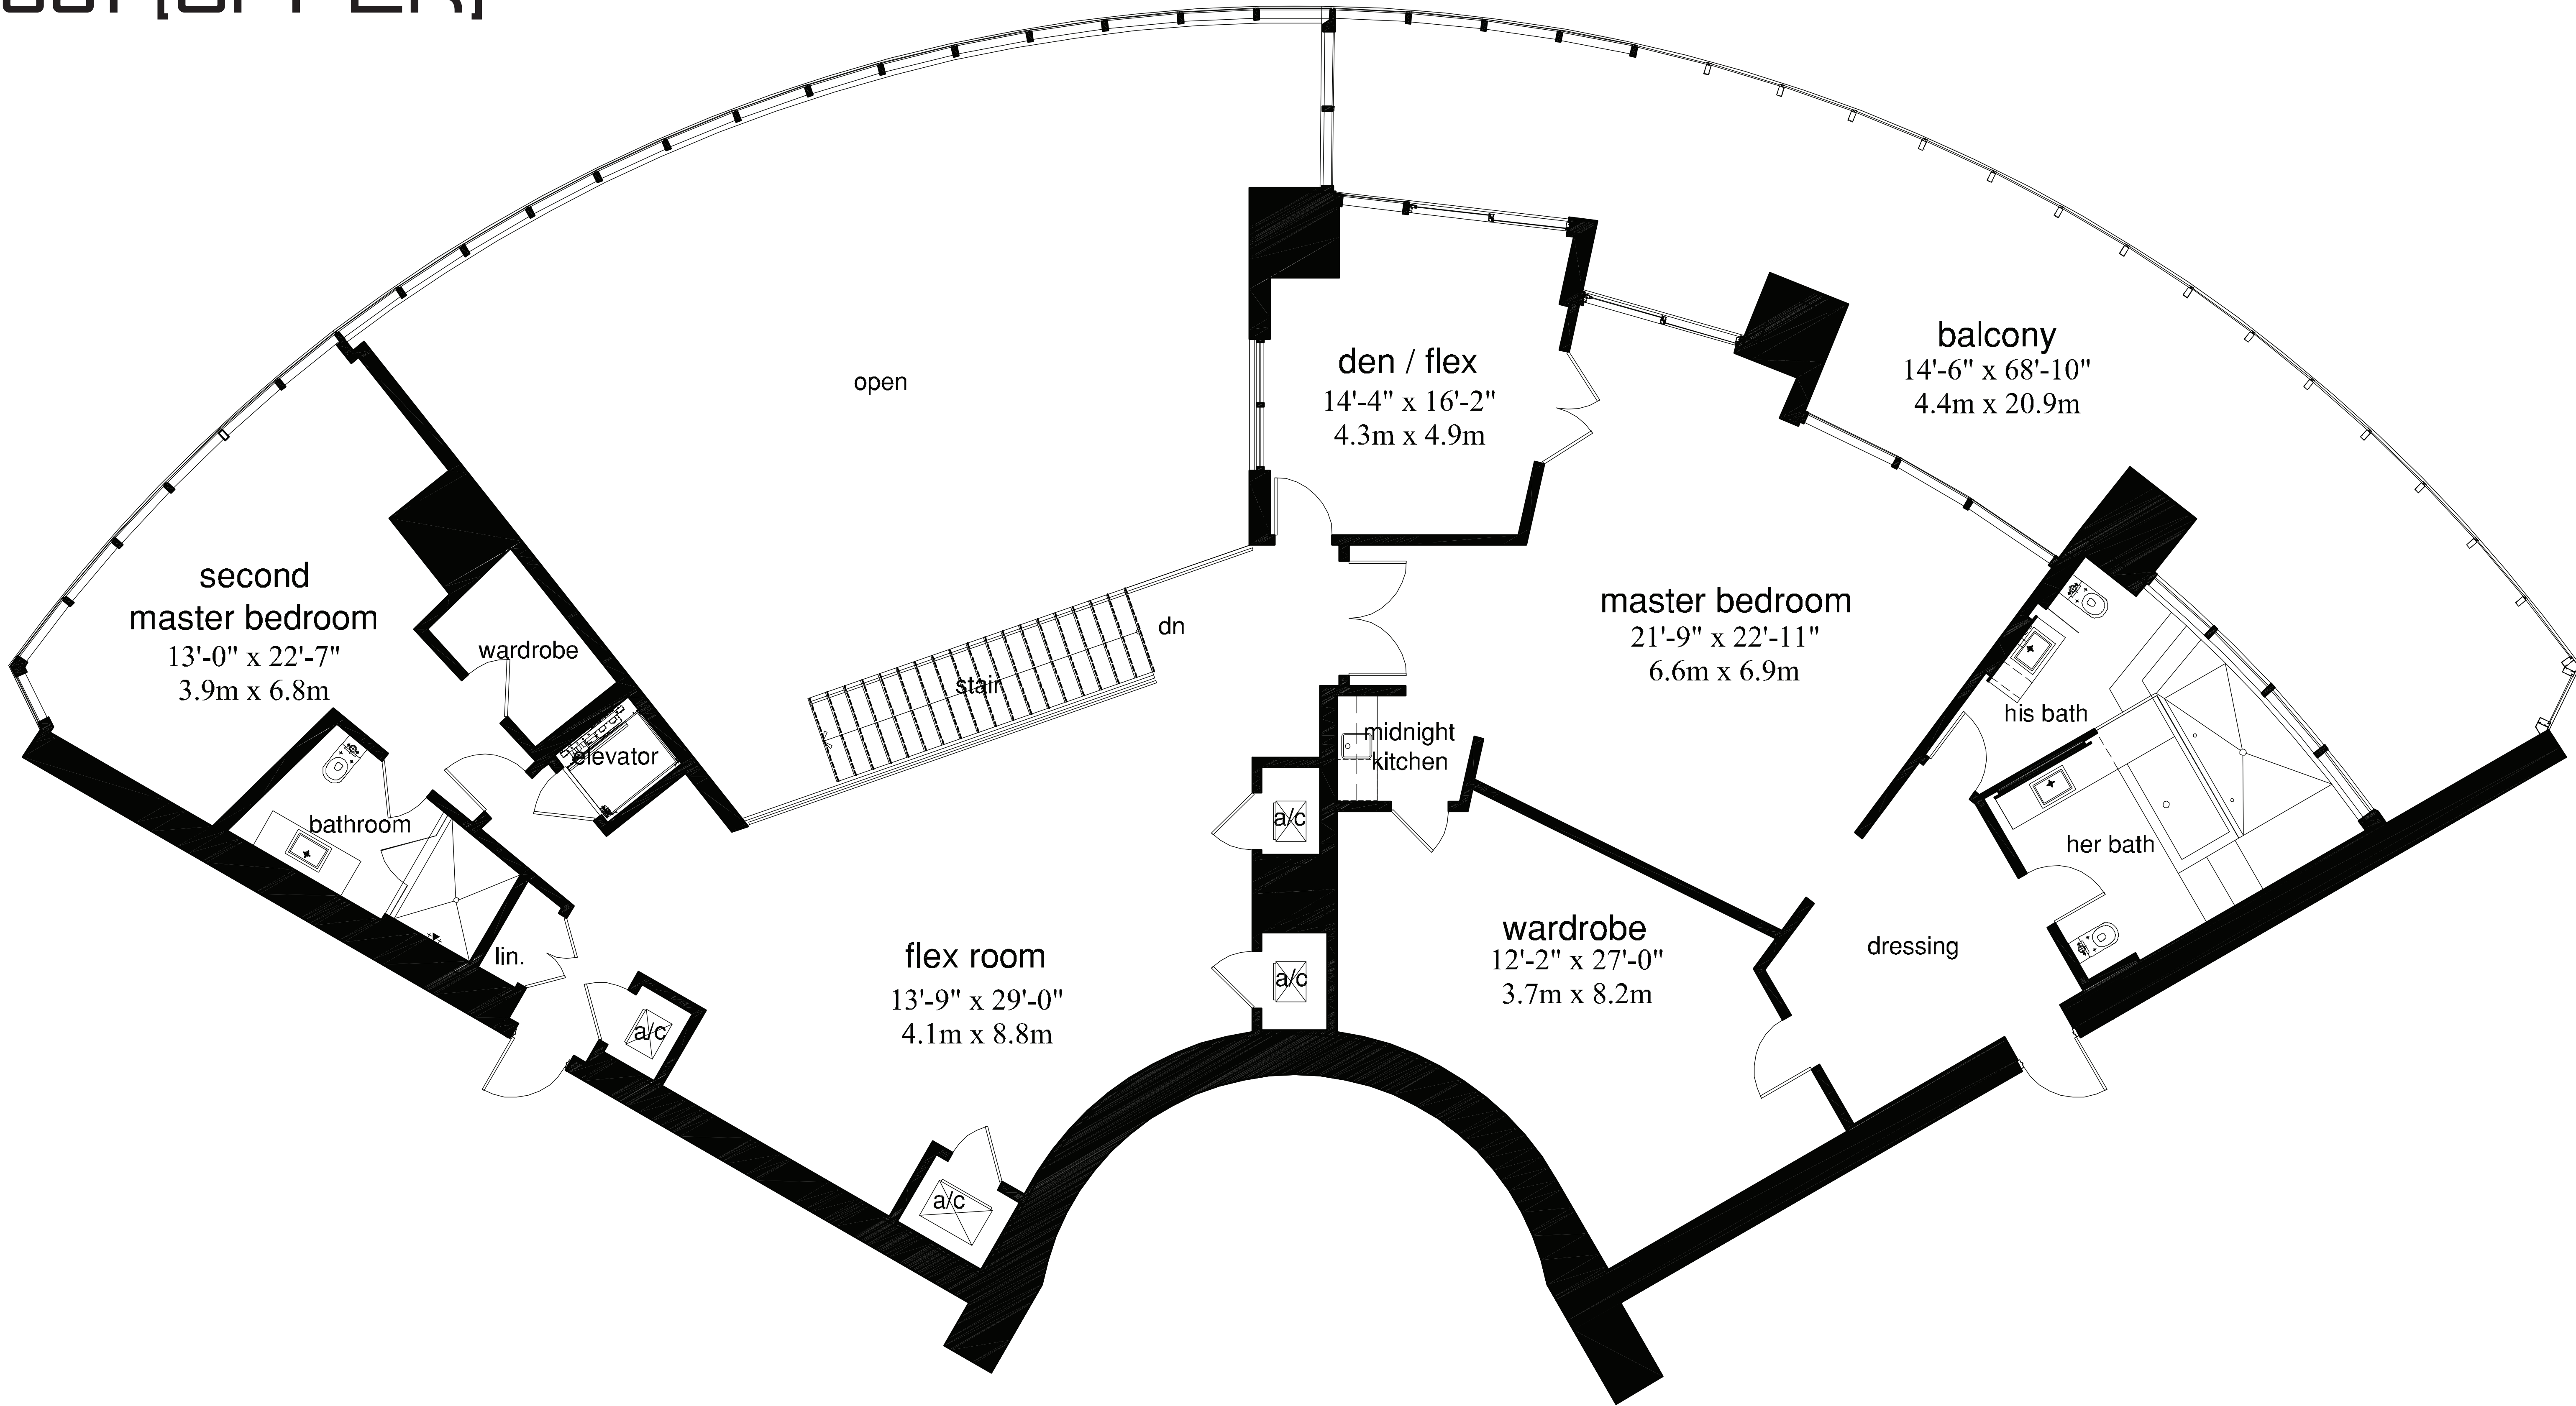 open
den / flex
14'-4" x 16'-2"
4.3m x 4.9m
balcony
14'-6" x 68'-10"
4.4m x 20.9m
second
master bedroom
13'-0" x 22'-7"
3.9m x 6.8m
wardrobe
elevator
bathroom
lin.
stair
dn
master bedroom
21'-9" x 22'-11"
6.6m x 6.9m
midnight
kitchen
his bath
her bath
dressing
a/c
a/c
a/c
a/c
flex room
13'-9" x 29'-0"
4.1m x 8.8m
wardrobe
12'-2" x 27'-0"
3.7m x 8.2m